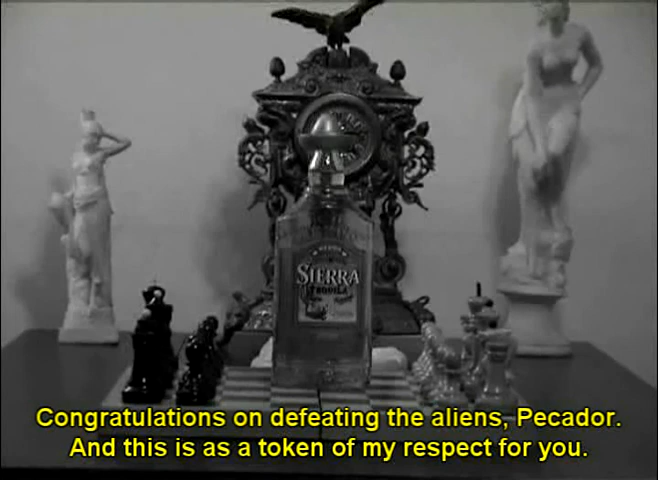 SIERRA
TEQUILA
Congratulations on defeating the aliens, Pecador.
And this is as a token of my respect for you.